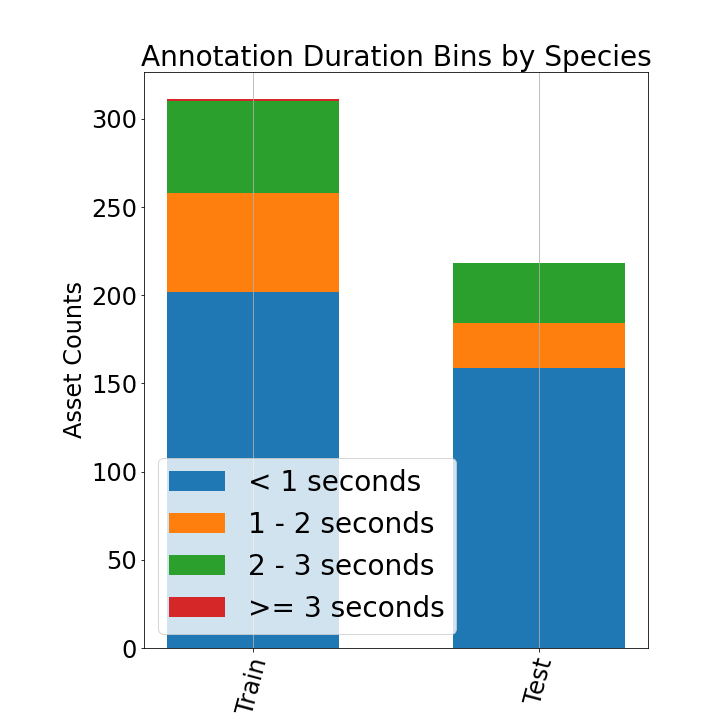 Annotation Duration Bins by Species
Asset Counts
300
250
200
150
100
50
0
< 1 seconds
1 - 2 seconds
2 - 3 seconds
>= 3 seconds
Train
Test